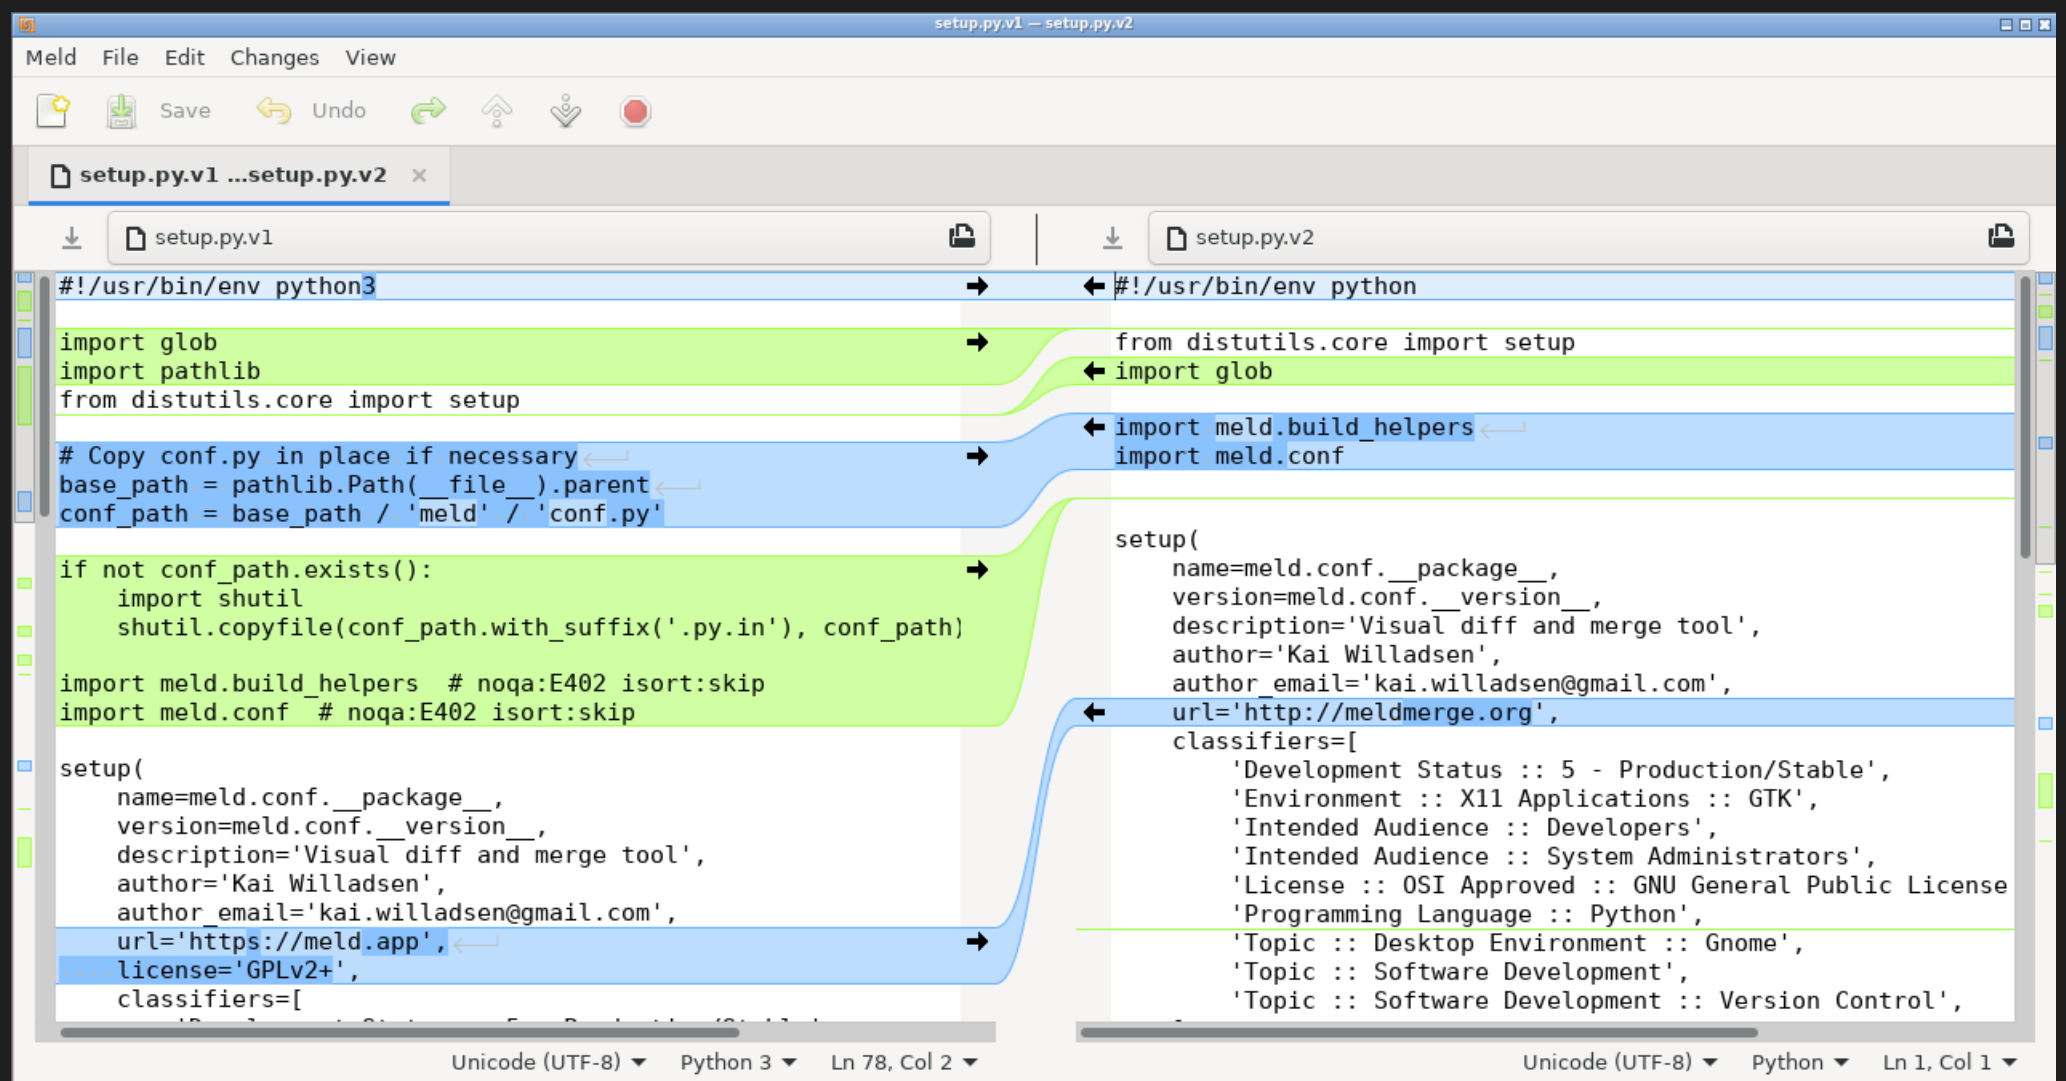 setup.py.v1 — setup.py.v2
Meld File Edit Changes View
Save Undo
setup.py.v1 …setup.py.v2
setup.py.v1
#!/usr/bin/env python3
import glob
import pathlib
from distutils.core import setup
# Copy conf.py in place if necessary
base_path = pathlib.Path(__file__).parent
conf_path = base_path / 'meld' / 'conf.py'
if not conf_path.exists():
    import shutil
    shutil.copyfile(conf_path.with_suffix('.py.in'), conf_path)
import meld.build_helpers  # noqa:E402 isort:skip
import meld.conf  # noqa:E402 isort:skip
setup(
    name=meld.conf.__package__,
    version=meld.conf.__version__,
    description='Visual diff and merge tool',
    author='Kai Willadsen',
    author_email='kai.willadsen@gmail.com',
    url='https://meld.app',
    license='GPLv2+',
    classifiers=[
Unicode (UTF-8) Python 3 Ln 78, Col 2
setup.py.v2
#!/usr/bin/env python
from distutils.core import setup
import glob
import meld.build_helpers
import meld.conf
setup(
    name=meld.conf.__package__,
    version=meld.conf.__version__,
    description='Visual diff and merge tool',
    author='Kai Willadsen',
    author_email='kai.willadsen@gmail.com',
    url='http://meldmerge.org',
    classifiers=[
        'Development Status :: 5 - Production/Stable',
        'Environment :: X11 Applications :: GTK',
        'Intended Audience :: Developers',
        'Intended Audience :: System Administrators',
        'License :: OSI Approved :: GNU General Public License
        'Programming Language :: Python',
        'Topic :: Desktop Environment :: Gnome',
        'Topic :: Software Development',
        'Topic :: Software Development :: Version Control',
Unicode (UTF-8) Python Ln 1, Col 1